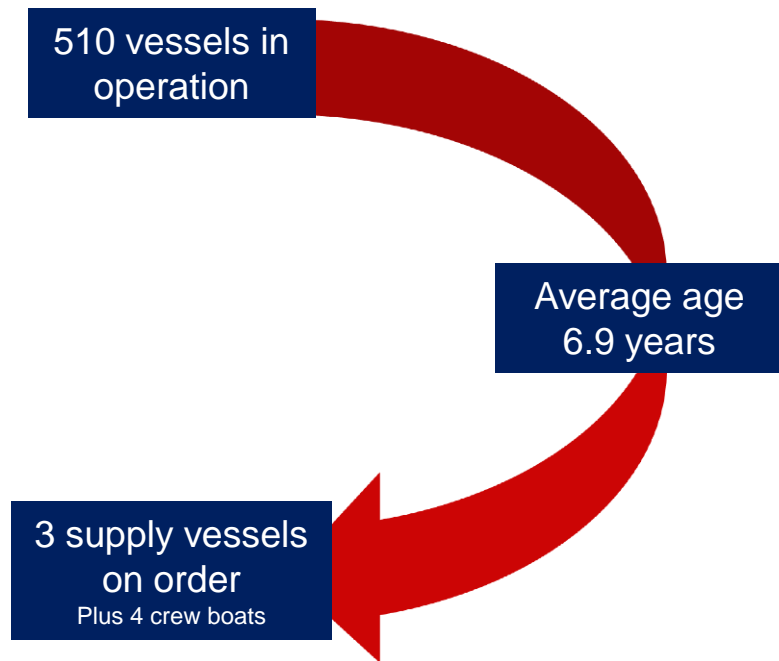 510 vessels in
operation
Average age
6.9 years
3 supply vessels
on order
Plus 4 crew boats